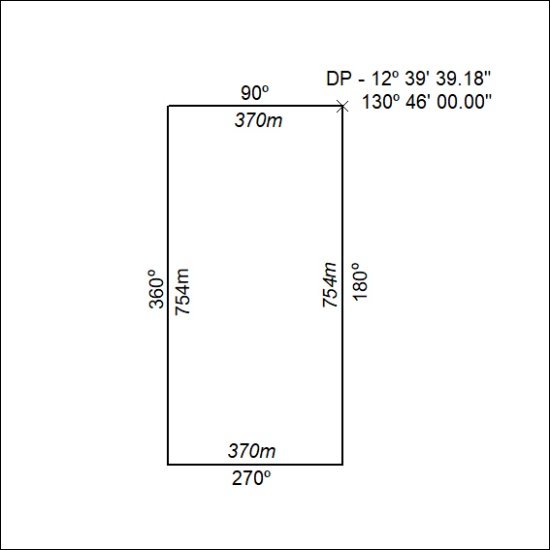 DP - 12º 39' 39.18"
130º 46' 00.00"
90º
370m
360º
754m
754m
180º
370m
270º